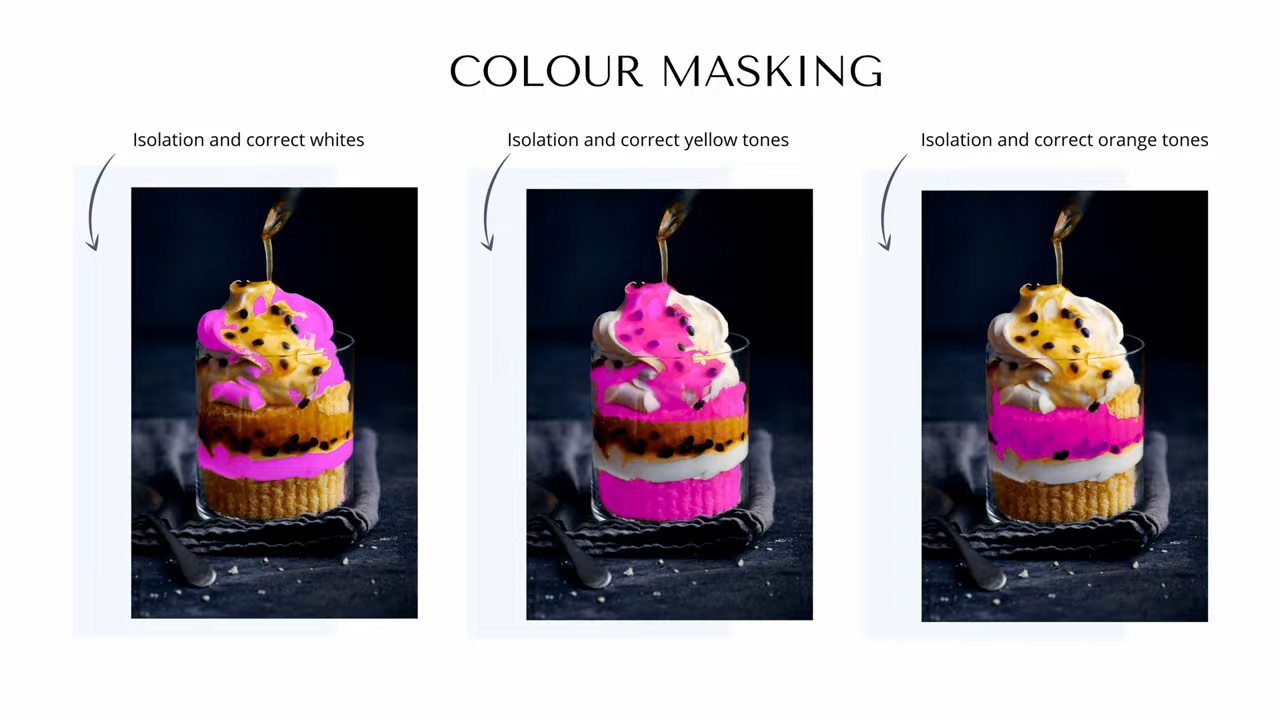 COLOUR MASKING
Isolation and correct whites
Isolation and correct yellow tones
Isolation and correct orange tones